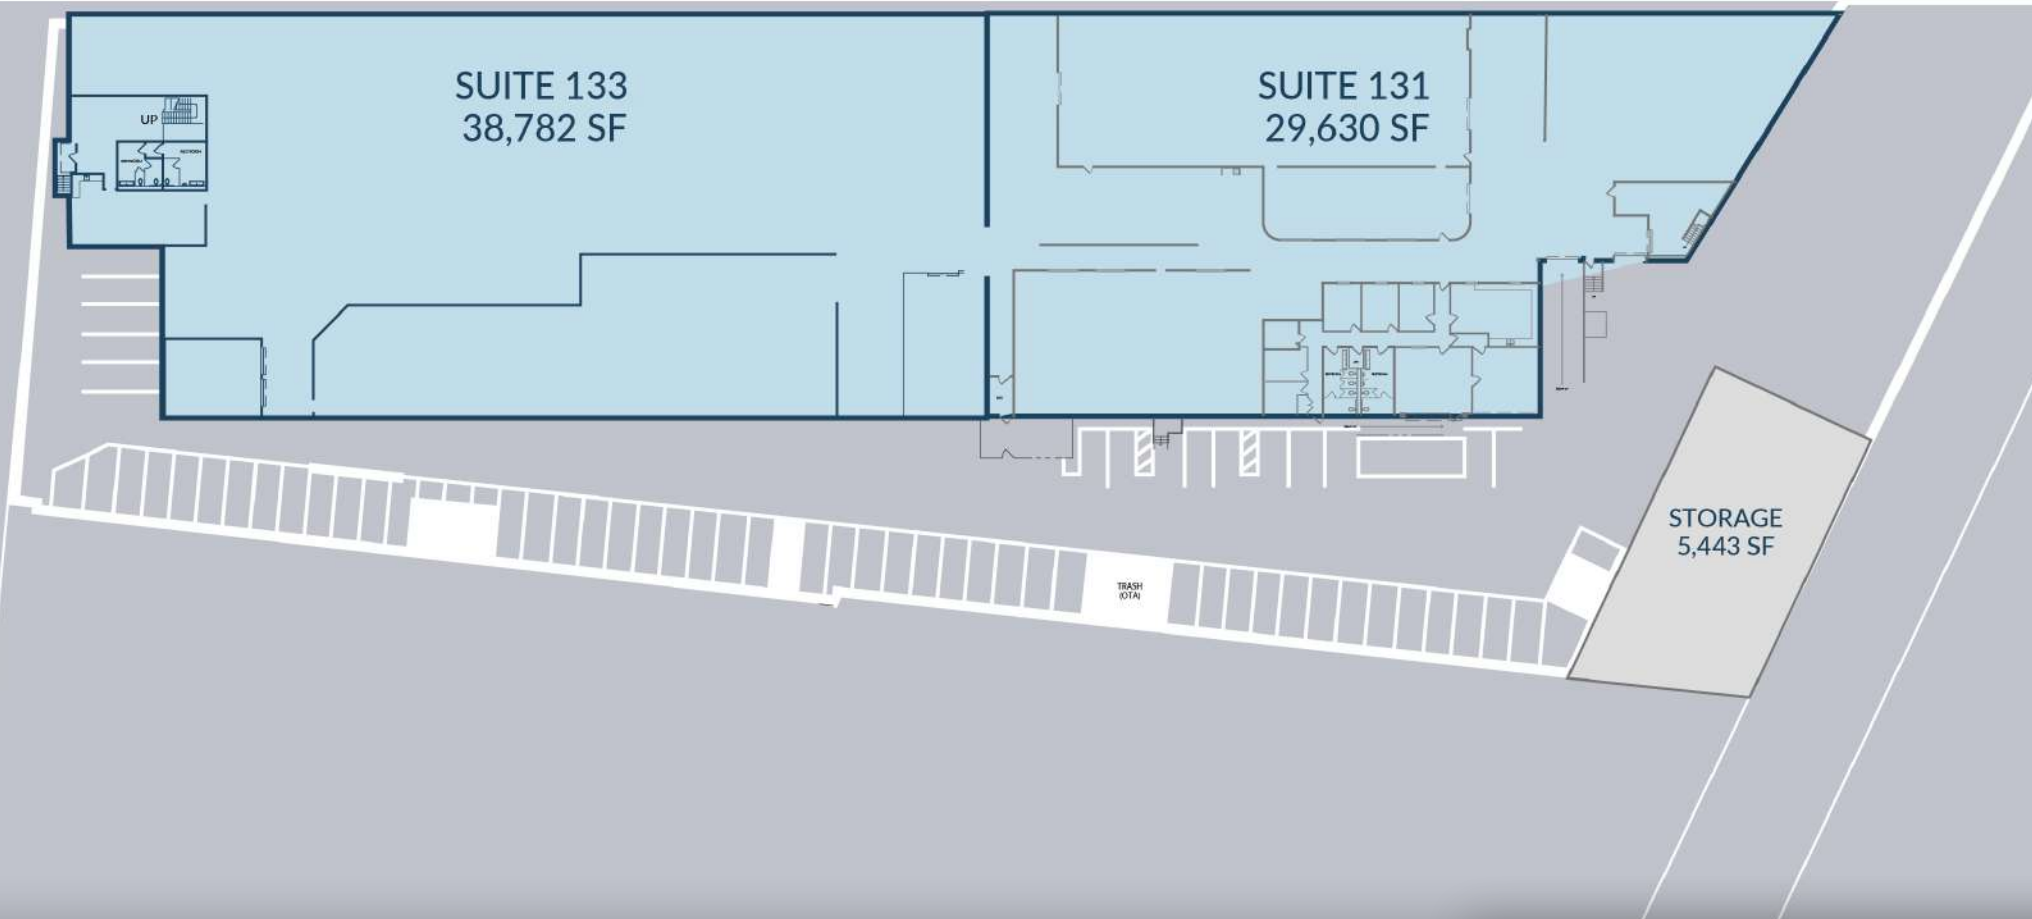 SUITE 133
38,782 SF
SUITE 131
29,630 SF
UP
STORAGE
5,443 SF
TRASH
(OTA)